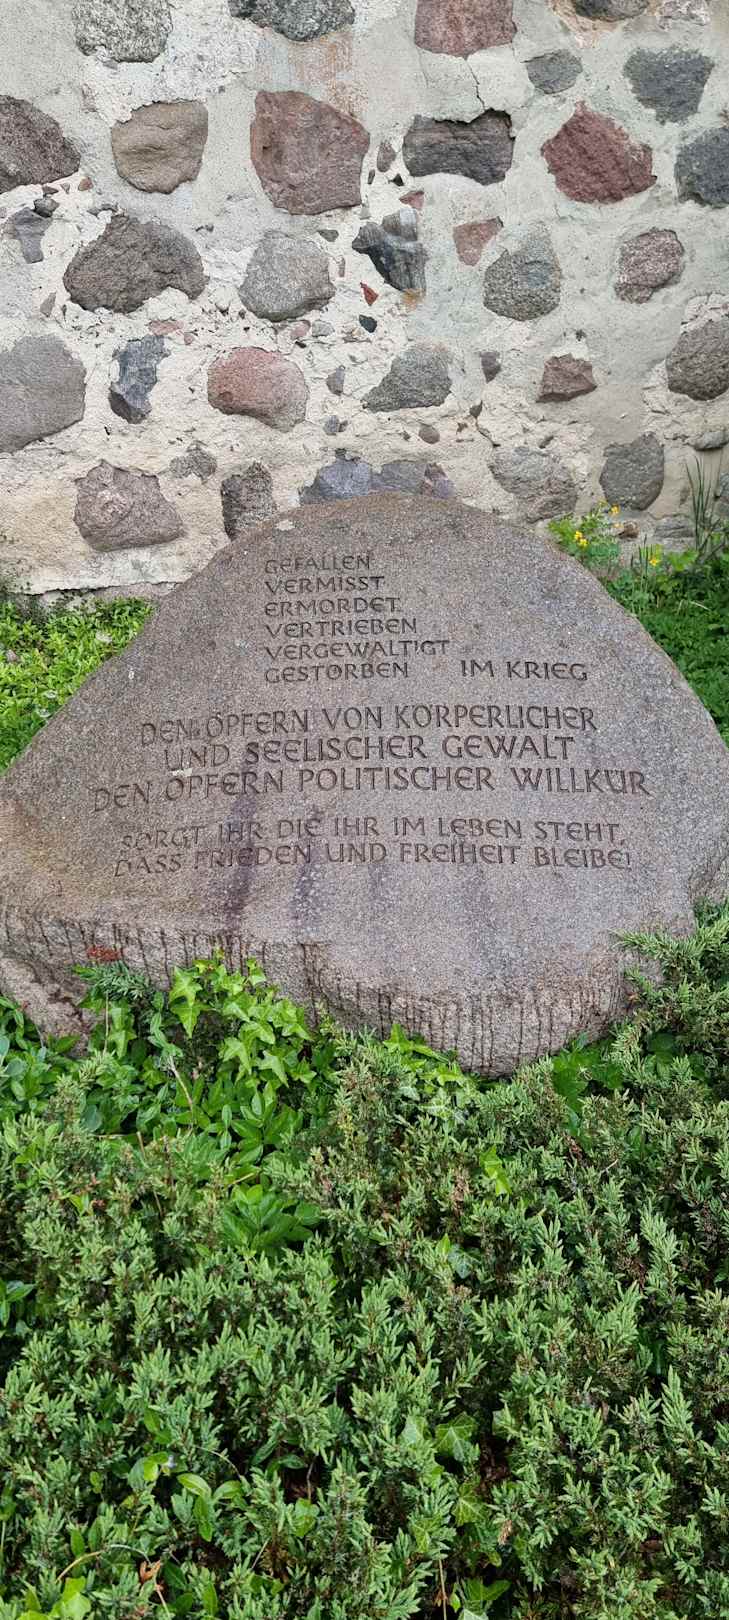 GEFALLEN
VERMISST
ERMORDET
VERTRIEBEN
VERGEWALTIGT
GESTORBEN IM KRIEG
DEN OPFERN VON KÖRPERLICHER
UND SEELISCHER GEWALT
DEN OPFERN POLITISCHER WILLKÜR
SORGT IHR DIE IHR IM LEBEN STEHT,
DASS FRIEDEN UND FREIHEIT BLEIBE!